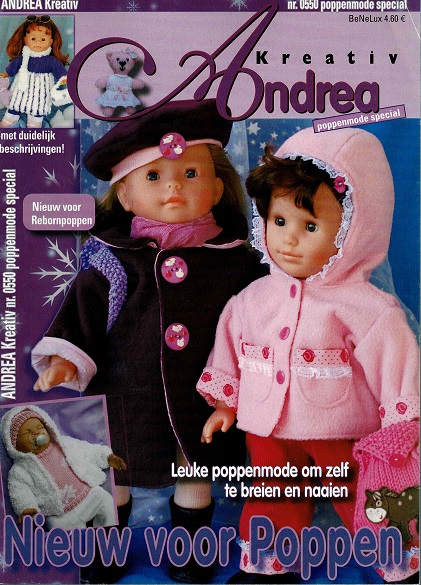 ANDREA Kreativ
nr. 0550 poppenmode special
BeNeLux 4.60 €
Kreativ
Andrea
poppenmode special
met duidelijk
beschrijvingen!
Nieuw voor
Rebornpoppen
ANDREA Kreativ nr. 0550 poppenmode special
Leuke poppenmode om zelf
te breien en naaien
Nieuw voor Poppen